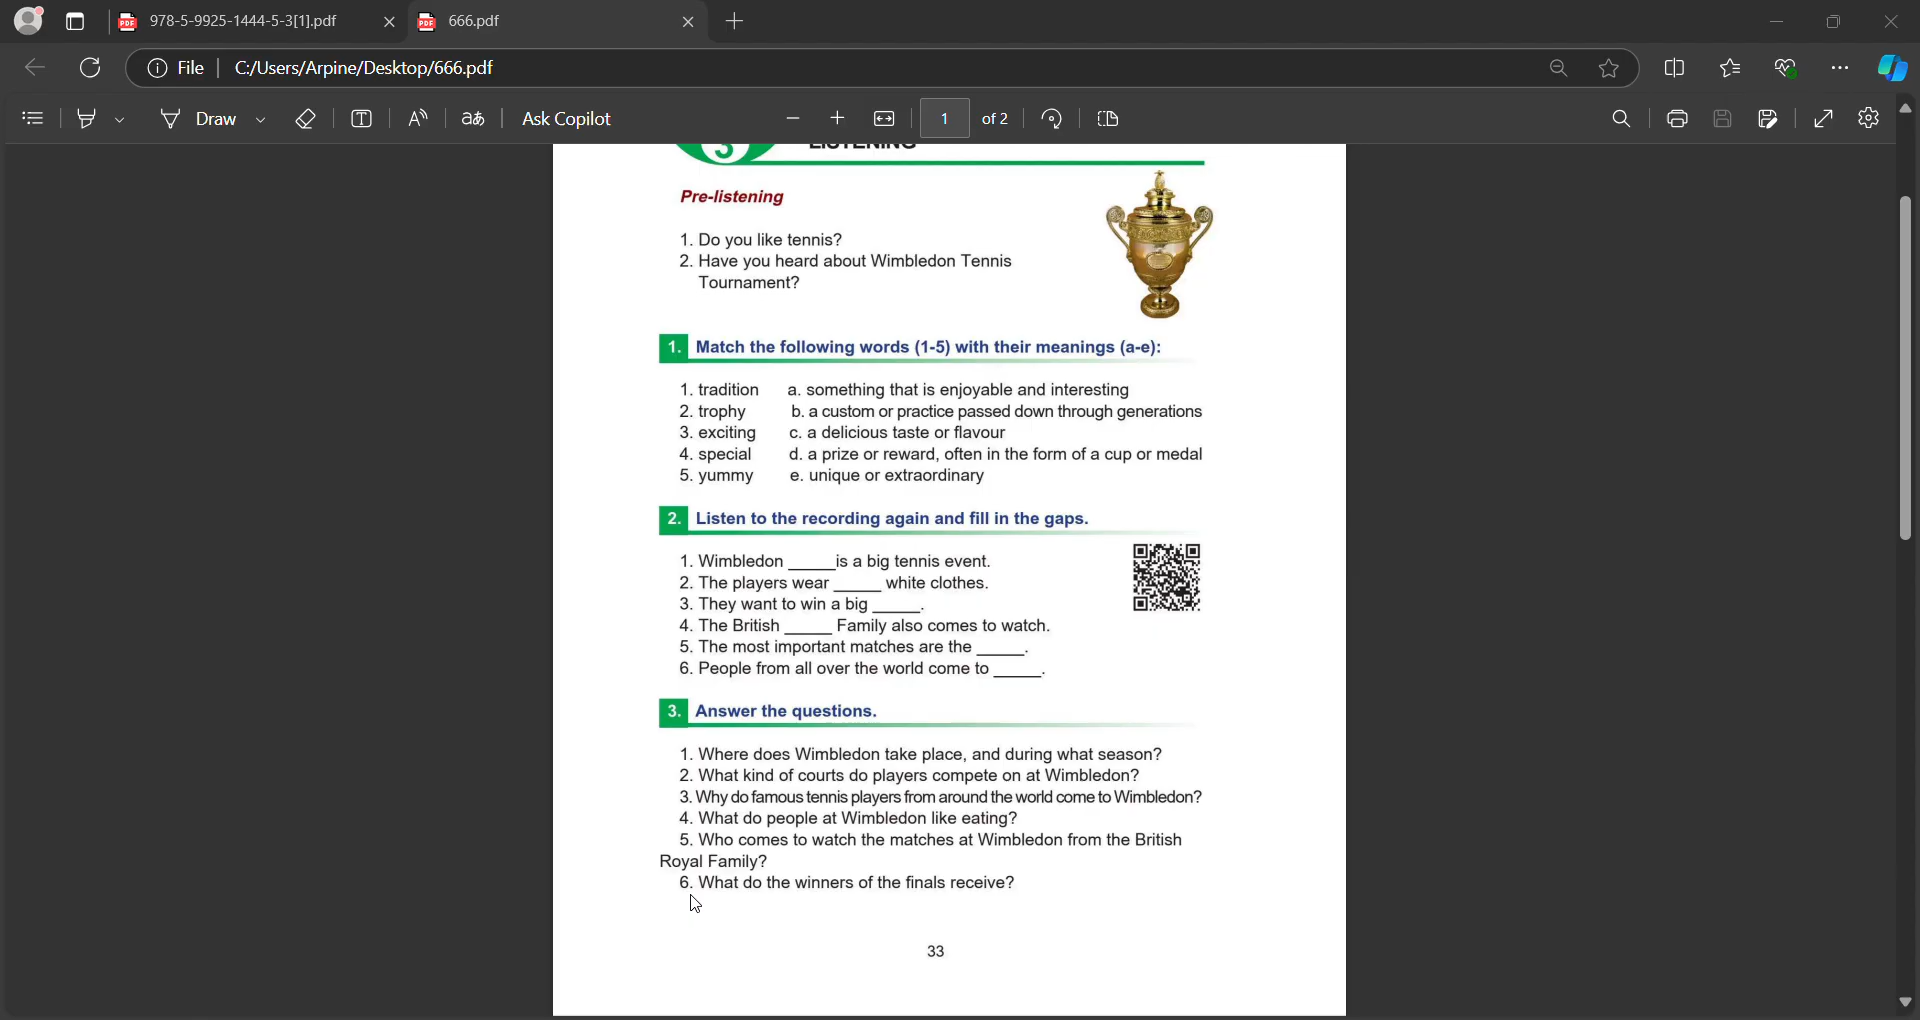 978-5-9925-1444-5-3[1].pdf
666.pdf
File
C:/Users/Arpine/Desktop/666.pdf
Draw
aあ
Ask Copilot
1
of 2
3
LISTENING
Pre-listening
1. Do you like tennis?
2. Have you heard about Wimbledon Tennis
Tournament?
1. Match the following words (1-5) with their meanings (a-e):
1. tradition a. something that is enjoyable and interesting
2. trophy b. a custom or practice passed down through generations
3. exciting c. a delicious taste or flavour
4. special d. a prize or reward, often in the form of a cup or medal
5. yummy e. unique or extraordinary
2. Listen to the recording again and fill in the gaps.
1. Wimbledon _____is a big tennis event.
2. The players wear _____ white clothes.
3. They want to win a big _____.
4. The British _____ Family also comes to watch.
5. The most important matches are the _____.
6. People from all over the world come to _____.
3. Answer the questions.
1. Where does Wimbledon take place, and during what season?
2. What kind of courts do players compete on at Wimbledon?
3. Why do famous tennis players from around the world come to Wimbledon?
4. What do people at Wimbledon like eating?
5. Who comes to watch the matches at Wimbledon from the British
Royal Family?
6. What do the winners of the finals receive?
33